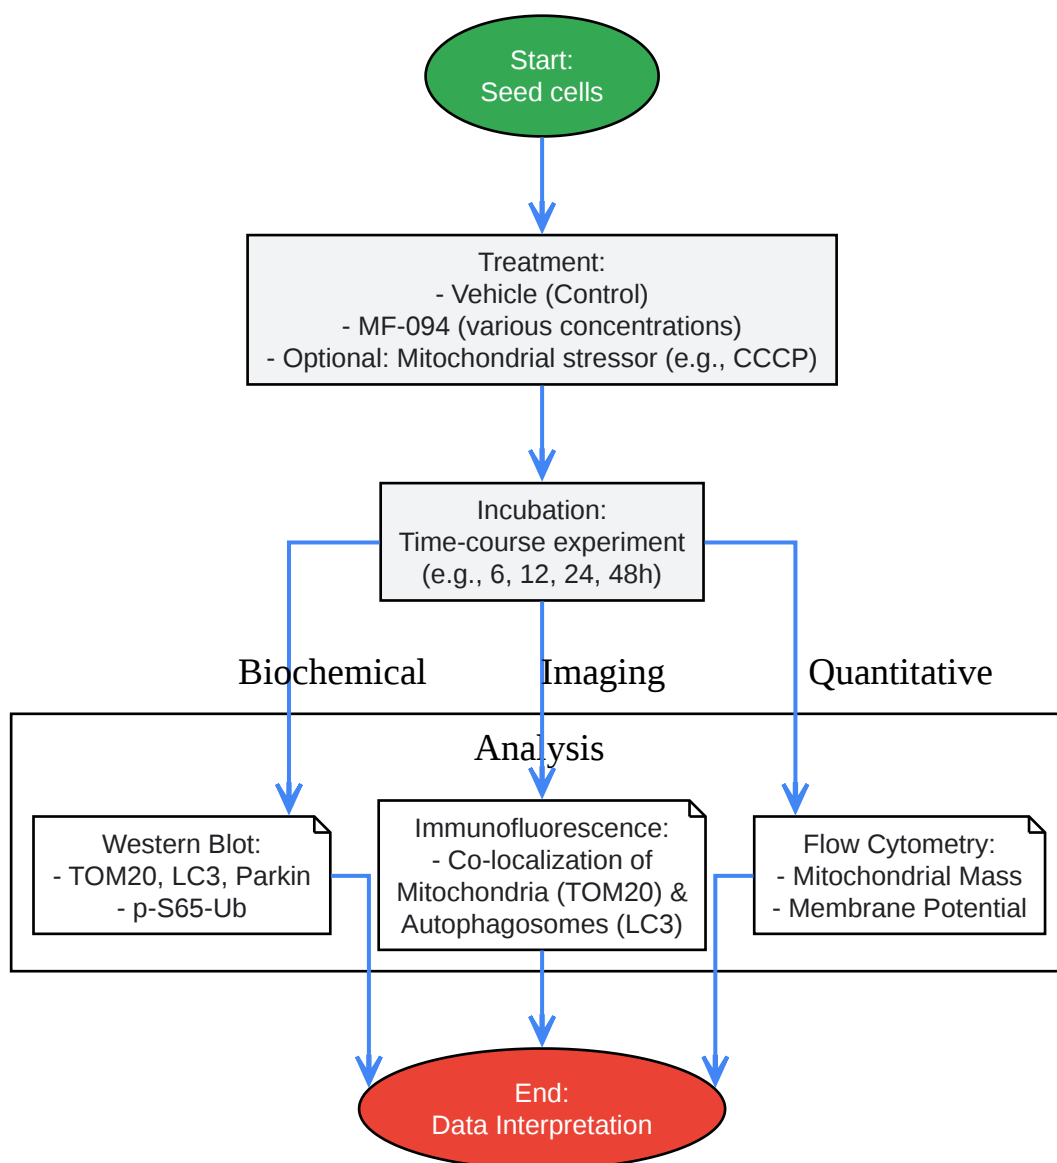 Start:
Seed cells
Treatment:
- Vehicle (Control)
- MF-094 (various concentrations)
- Optional: Mitochondrial stressor (e.g., CCCP)
Incubation:
Time-course experiment
(e.g., 6, 12, 24, 48h)
Biochemical
Imaging
Quantitative
Analysis
Western Blot:
- TOM20, LC3, Parkin
- p-S65-Ub
Immunofluorescence:
- Co-localization of
Mitochondria (TOM20) &
Autophagosomes (LC3)
Flow Cytometry:
- Mitochondrial Mass
- Membrane Potential
End:
Data Interpretation